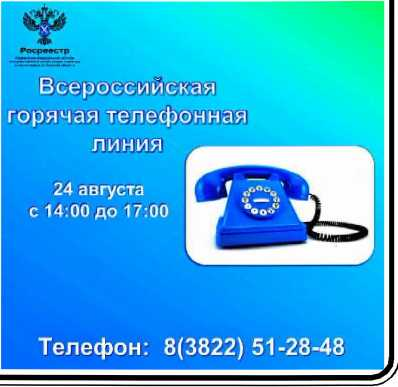 Росреестр
Всероссийская
горячая телефонная
линия
24 августа
с 14:00 до 17:00
Телефон: 8(3822) 51-28-48